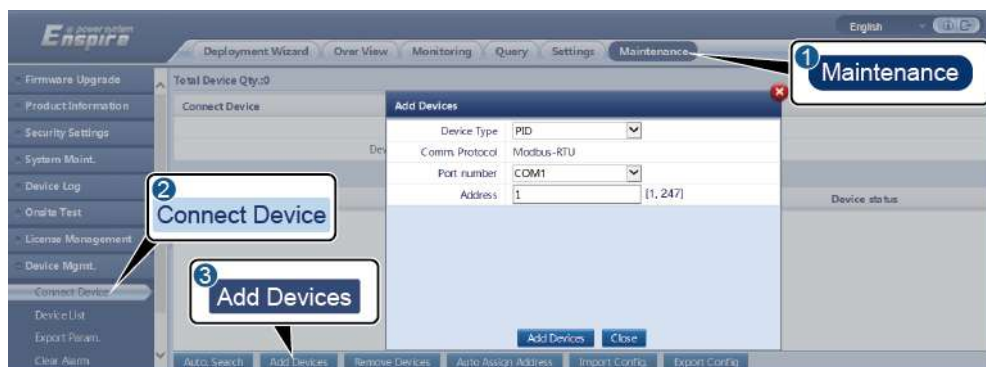 Enspire
English
Deployment Wizard Over View Monitoring Query Settings Maintenance
1 Maintenance
Firmware Upgrade
Product Information
Security Settings
System Maint.
Device Log
Onsite Test
License Management
Device Mgmt.
Connect Device
Device List
Export Param.
Clear Alarm
Total Device Qty.:0
Connect Device
Dev
Device status
2
Connect Device
3
Add Devices
Add Devices
Device Type PID
Comm. Protocol Modbus-RTU
Port number COM1
Address 1 [1, 247]
Add Devices Close
Auto. Search Add Devices Remove Devices Auto Assign Address Import Config Export Config